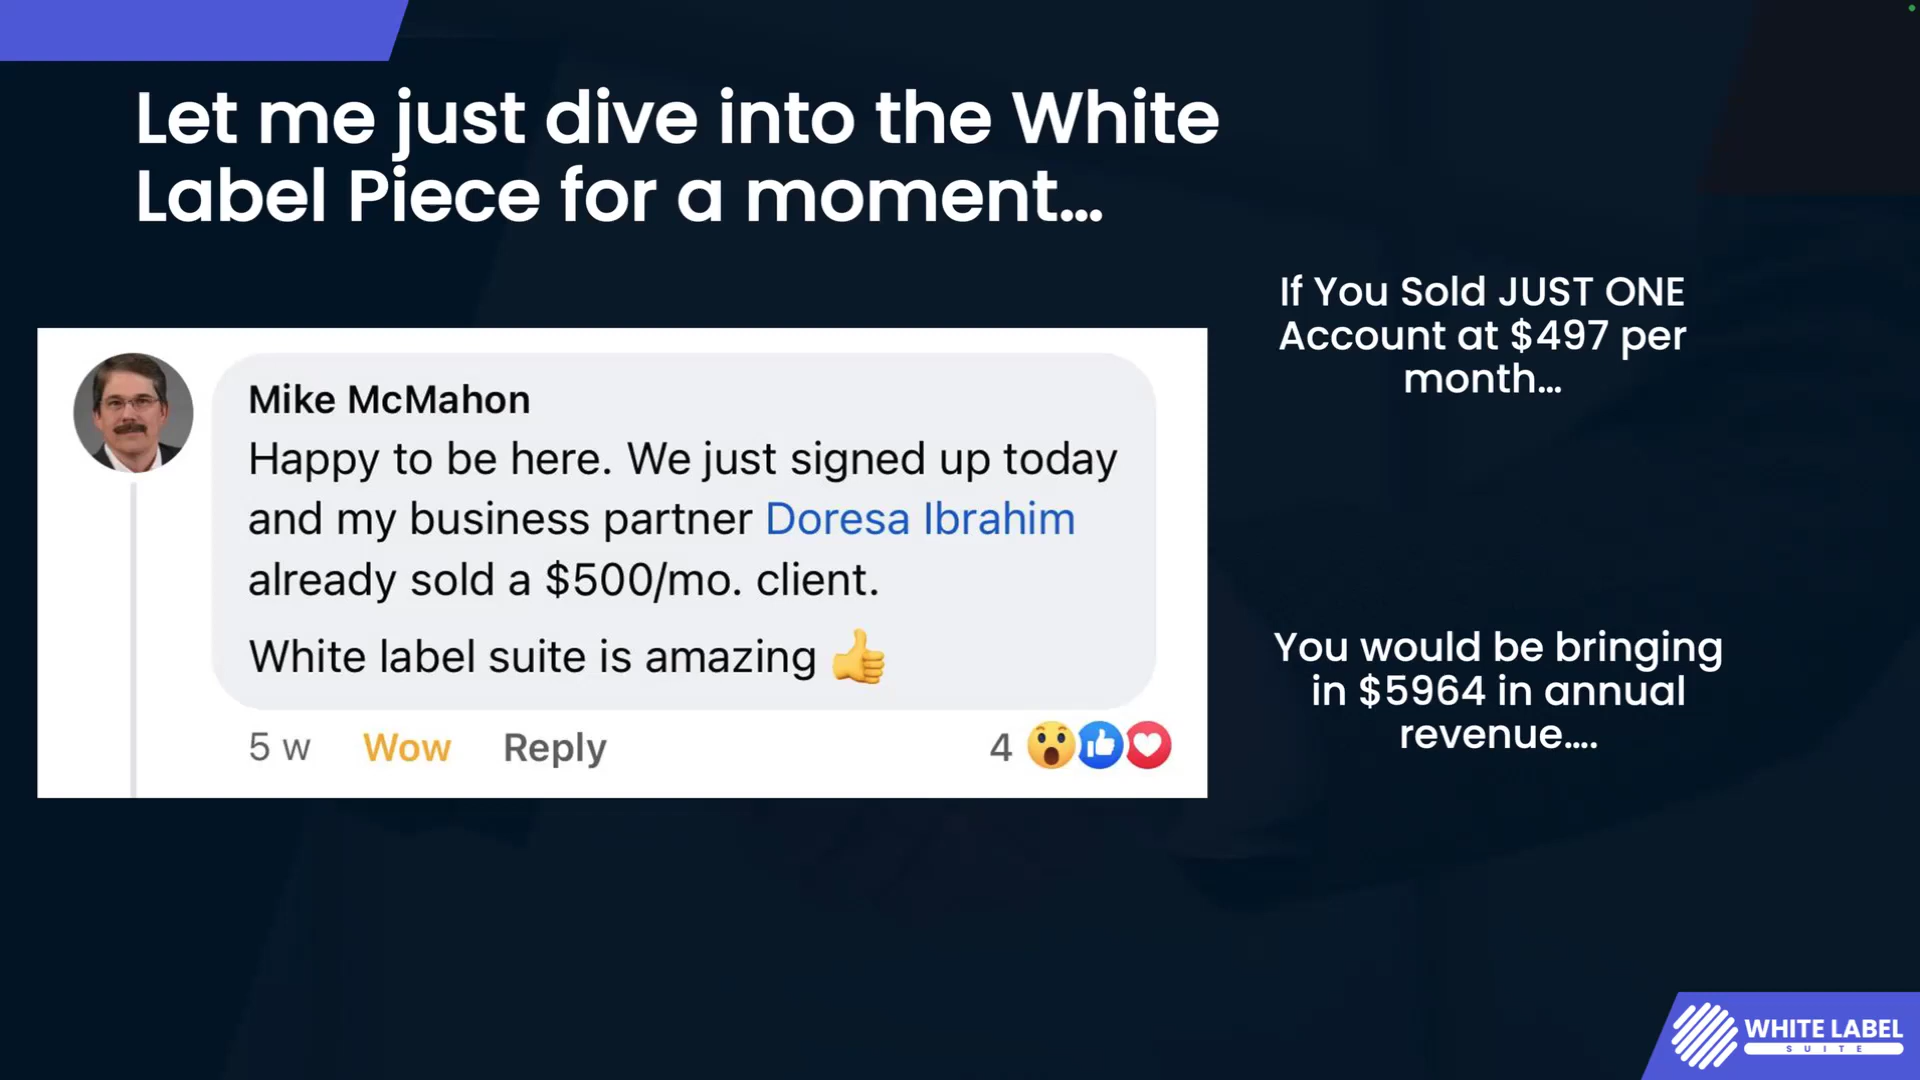 Let me just dive into the White
Label Piece for a moment...
If You Sold JUST ONE
Account at $497 per
month...
Mike McMahon
Happy to be here. We just signed up today
and my business partner Doresa Ibrahim
already sold a $500/mo. client.
White label suite is amazing 👍
5 w Wow Reply 4
You would be bringing
in $5964 in annual
revenue....
WHITE LABEL
SUITE